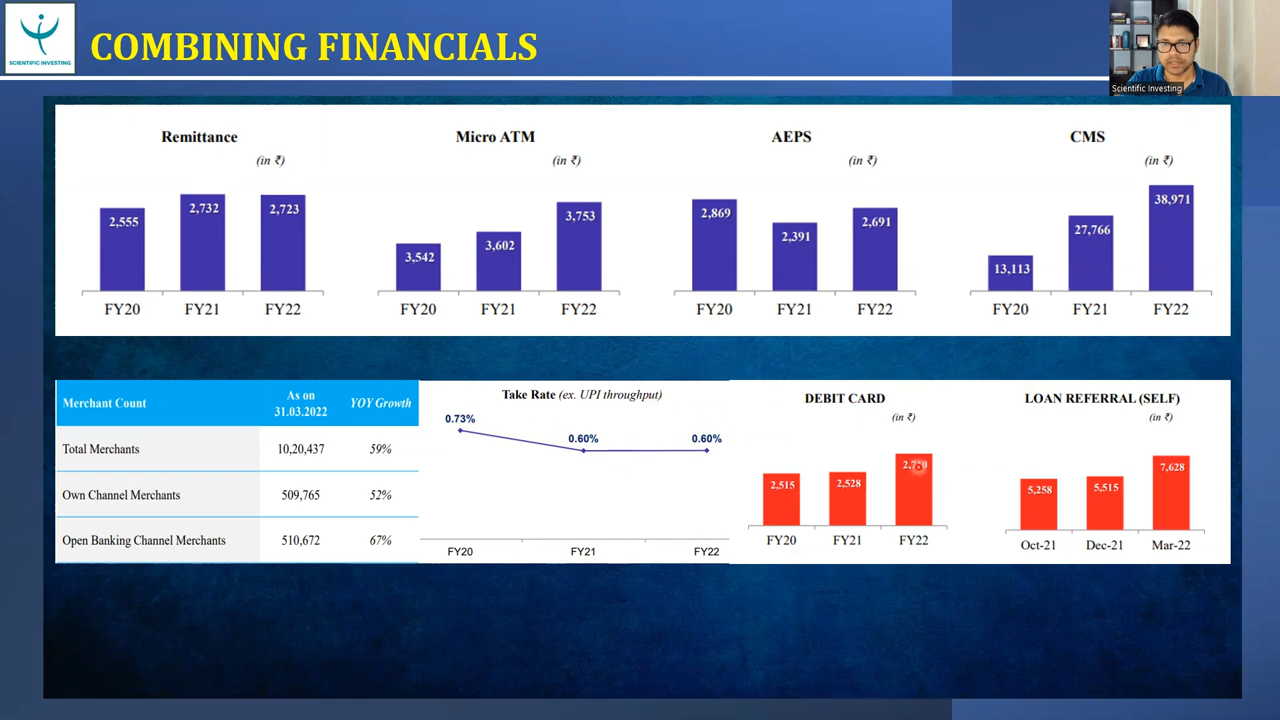 SCIENTIFIC INVESTING
COMBINING FINANCIALS
Scientific Investing
Remittance
(in ₹)
2,555
2,732
2,723
FY20
FY21
FY22
Micro ATM
(in ₹)
3,542
3,602
3,753
FY20
FY21
FY22
AEPS
(in ₹)
2,869
2,391
2,691
FY20
FY21
FY22
CMS
(in ₹)
13,113
27,766
38,971
FY20
FY21
FY22
Merchant Count
As on
31.03.2022
YOY Growth
Total Merchants
10,20,437
59%
Own Channel Merchants
509,765
52%
Open Banking Channel Merchants
510,672
67%
Take Rate (ex. UPI throughput)
0.73%
0.60%
0.60%
FY20
FY21
FY22
DEBIT CARD
(in ₹)
2,515
2,528
FY20
FY21
FY22
LOAN REFERRAL (SELF)
(in ₹)
5,258
5,515
7,628
Oct-21
Dec-21
Mar-22